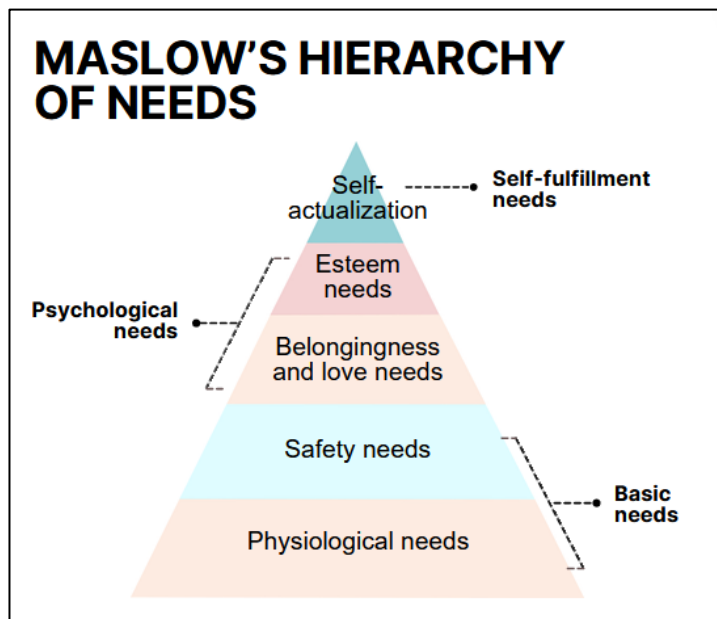 MASLOW'S HIERARCHY
OF NEEDS
Self-
actualization
Self-fulfillment
needs
Esteem
needs
Psychological
needs
Belongingness
and love needs
Safety needs
Basic
needs
Physiological needs